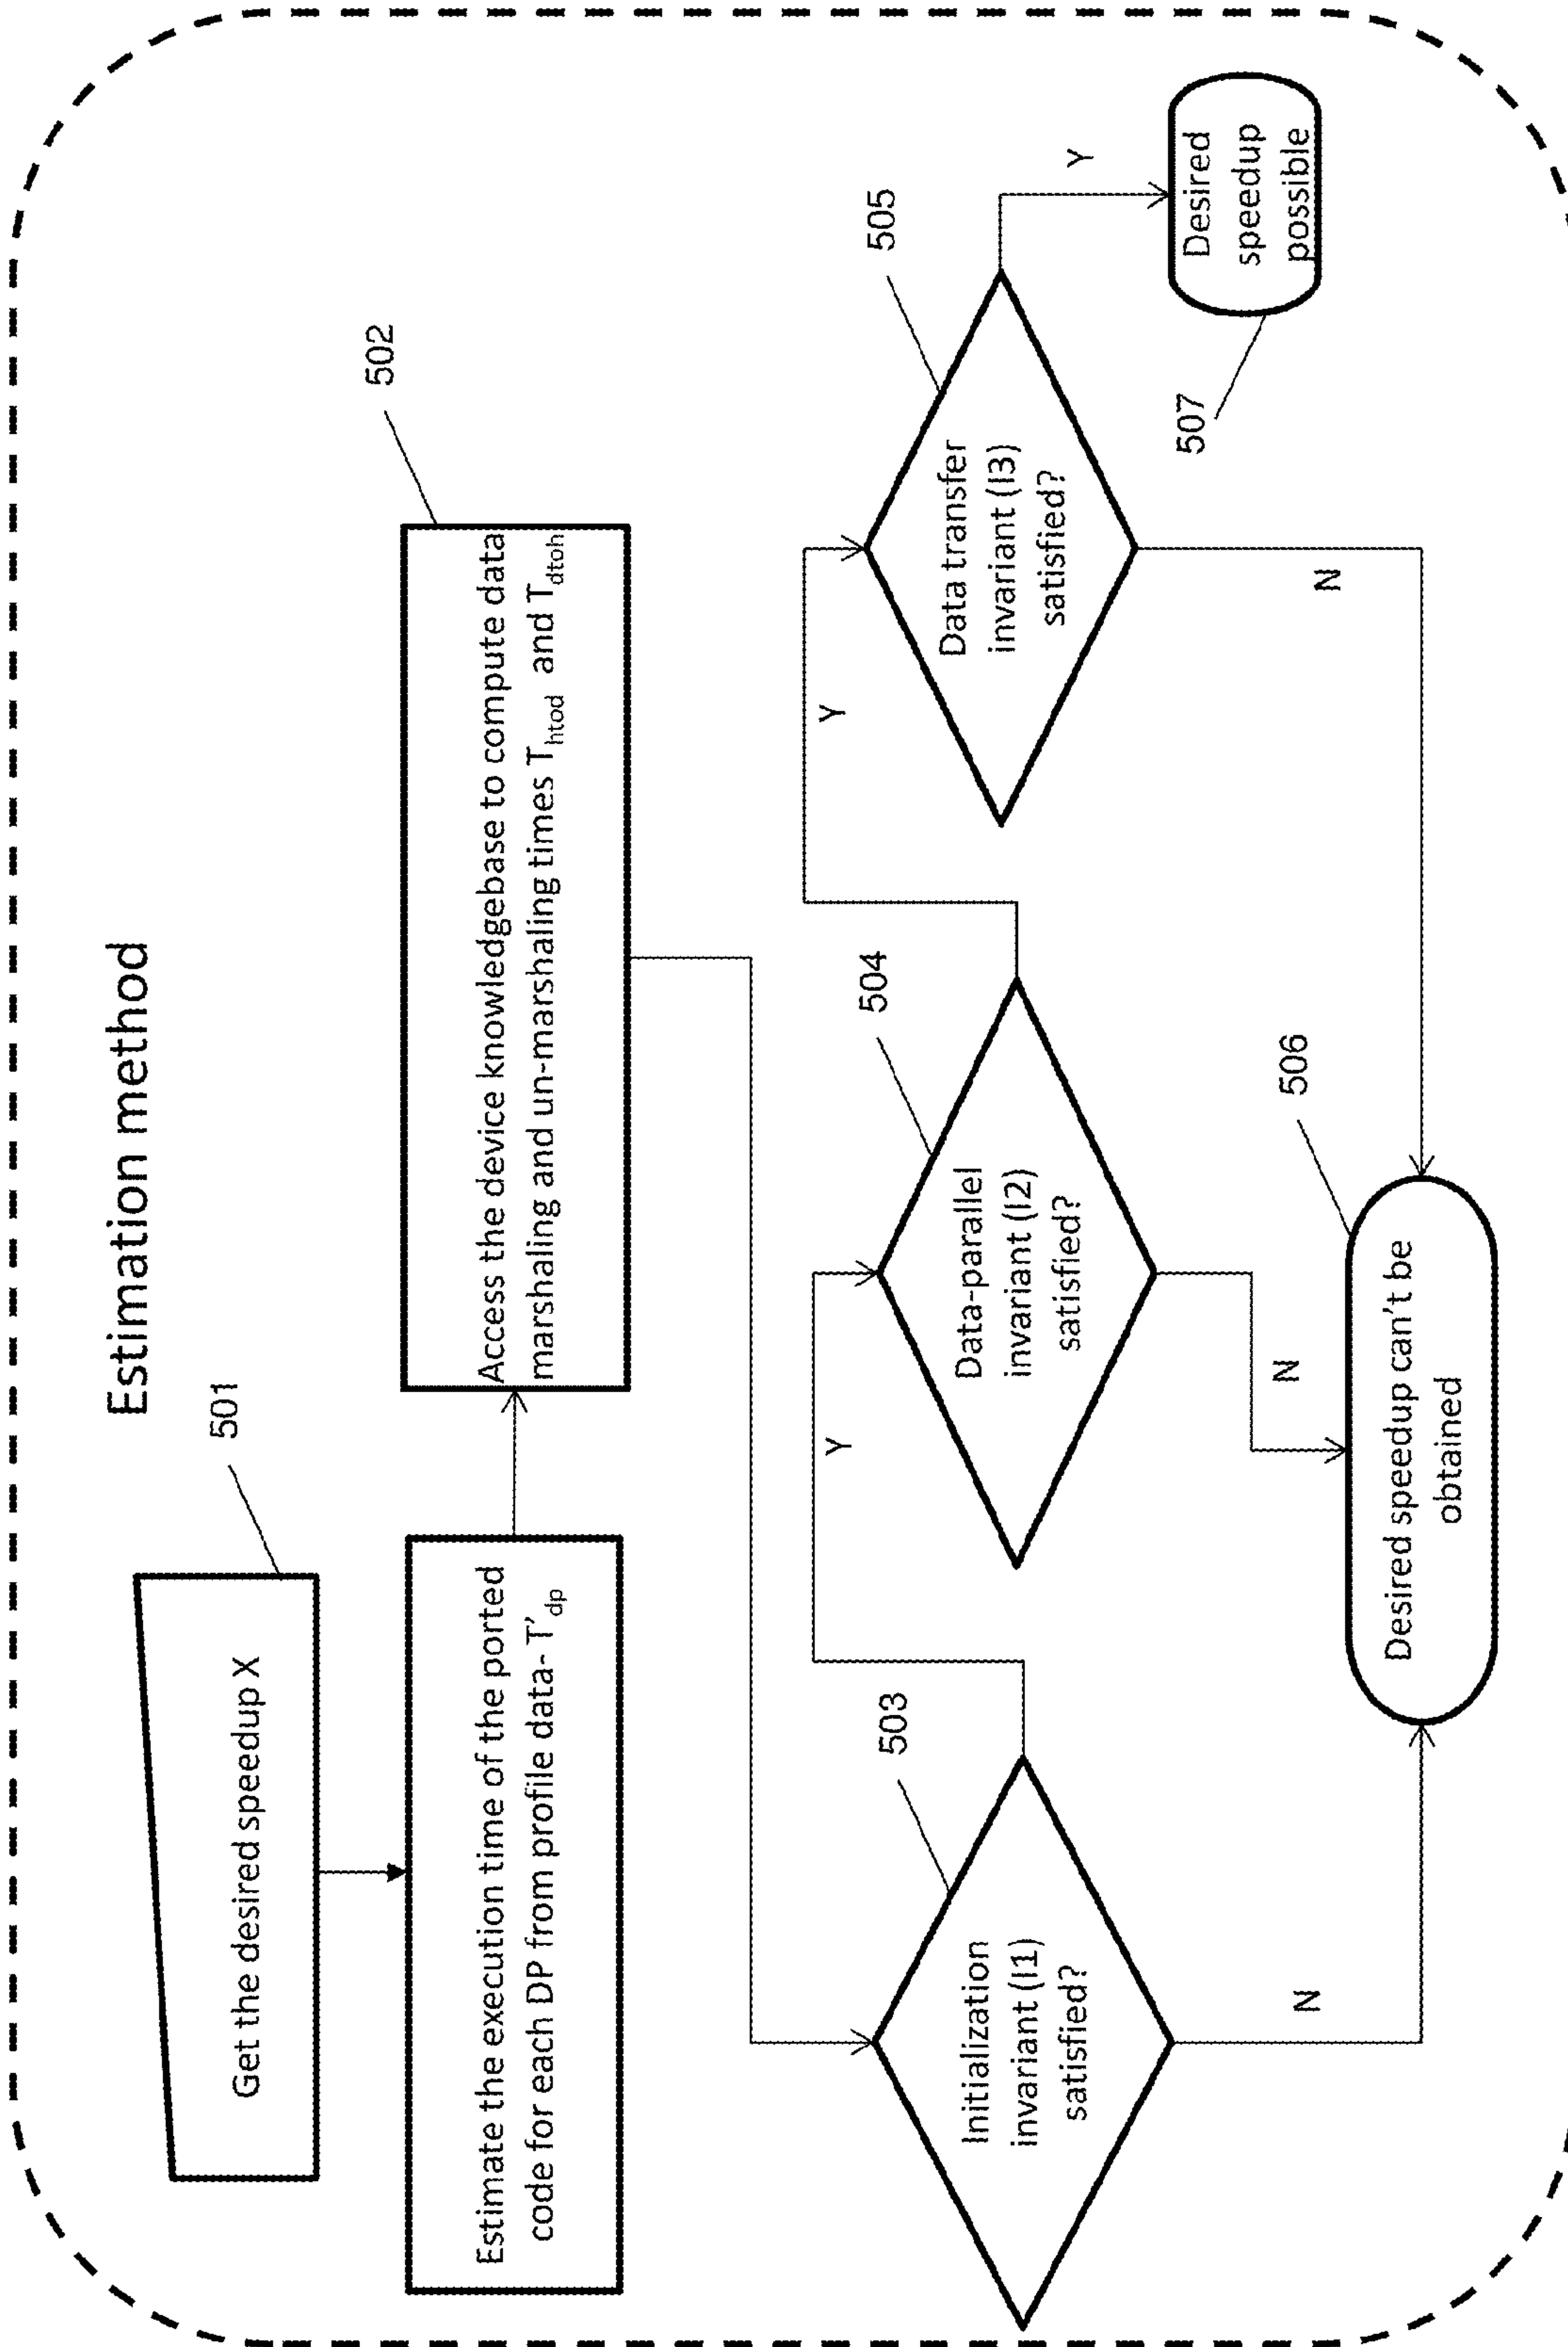 Estimation method
501
Get the desired speedup X
Estimate the execution time of the ported
code for each DP from profile data- T'dp
502
Access the device knowledgebase to compute data
marshaling and un-marshaling times Thtod and Tdtoh
503
Initialization
invariant (I1)
satisfied?
Y
N
504
Data-parallel
invariant (I2)
satisfied?
Y
N
505
Data transfer
invariant (I3)
satisfied?
Y
N
506
Desired speedup can't be
obtained
507
Desired
speedup
possible